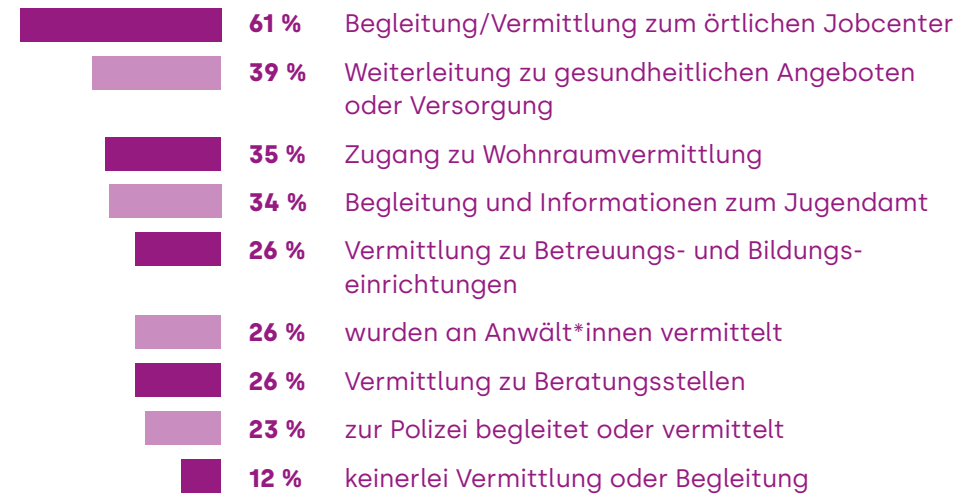 61 % Begleitung/Vermittlung zum örtlichen Jobcenter
39 % Weiterleitung zu gesundheitlichen Angeboten
oder Versorgung
35 % Zugang zu Wohnraumvermittlung
34 % Begleitung und Informationen zum Jugendamt
26 % Vermittlung zu Betreuungs- und Bildungs-
einrichtungen
26 % wurden an Anwält*innen vermittelt
26 % Vermittlung zu Beratungsstellen
23 % zur Polizei begleitet oder vermittelt
12 % keinerlei Vermittlung oder Begleitung